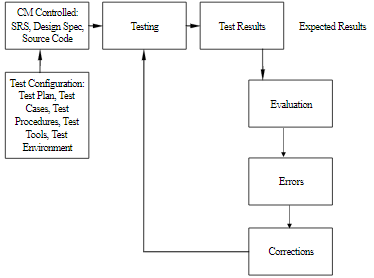 CM Controlled:
SRS, Design Spec,
Source Code
Testing
Test Results
Expected Results
Test Configuration:
Test Plan, Test
Cases, Test
Procedures, Test
Tools, Test
Environment
Evaluation
Errors
Corrections